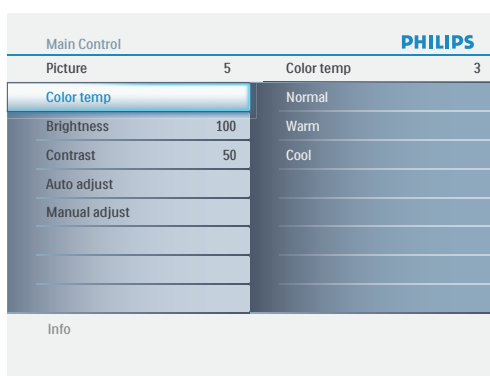 Main Control
PHILIPS
Picture 5
Color temp 3
Color temp
Normal
Brightness 100
Warm
Contrast 50
Cool
Auto adjust
Manual adjust
Info